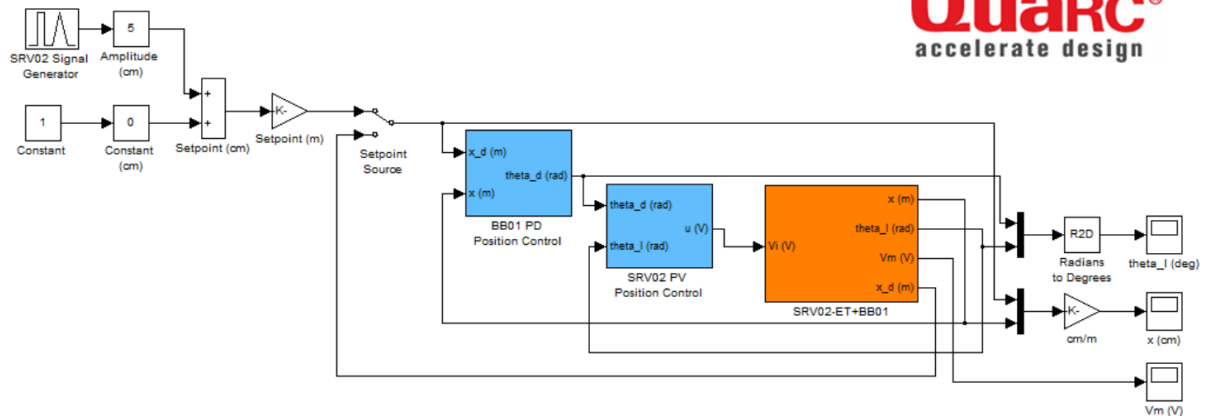 QUARC®
accelerate design
SRV02 Signal
Generator
5
Amplitude
(cm)
1
Constant
0
Constant
(cm)
+
+
Setpoint (cm)
-K-
Setpoint (m)
Setpoint
Source
x_d (m)
x (m)
theta_d (rad)
BB01 PD
Position Control
theta_d (rad)
theta_l (rad)
u (V)
SRV02 PV
Position Control
Vi (V)
x (m)
theta_l (rad)
Vm (V)
x_d (m)
SRV02-ET+BB01
R2D
Radians
to Degrees
theta_l (deg)
-K-
cm/m
x (cm)
Vm (V)